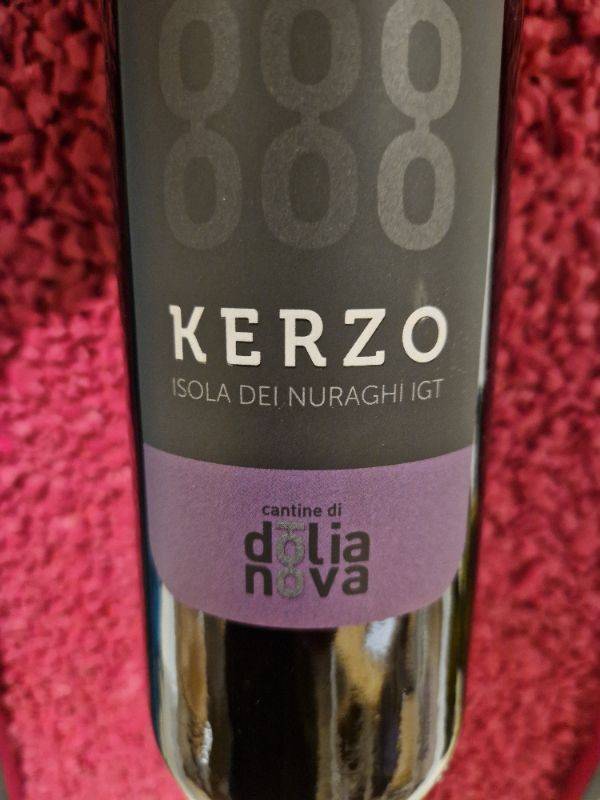 KERZO
ISOLA DEI NURAGHI IGT
cantine di
dolia
nova